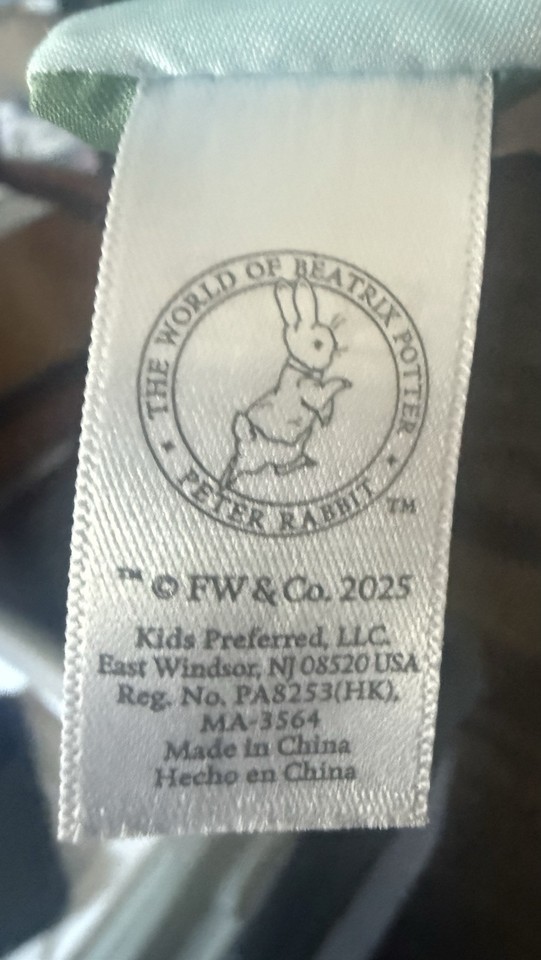 THE WORLD OF BEATRIX POTTER
PETER RABBIT ™
™ © FW & Co. 2025
Kids Preferred, LLC.
East Windsor, NJ 08520 USA
Reg. No. PA8253(HK),
MA-3564
Made in China
Hecho en China